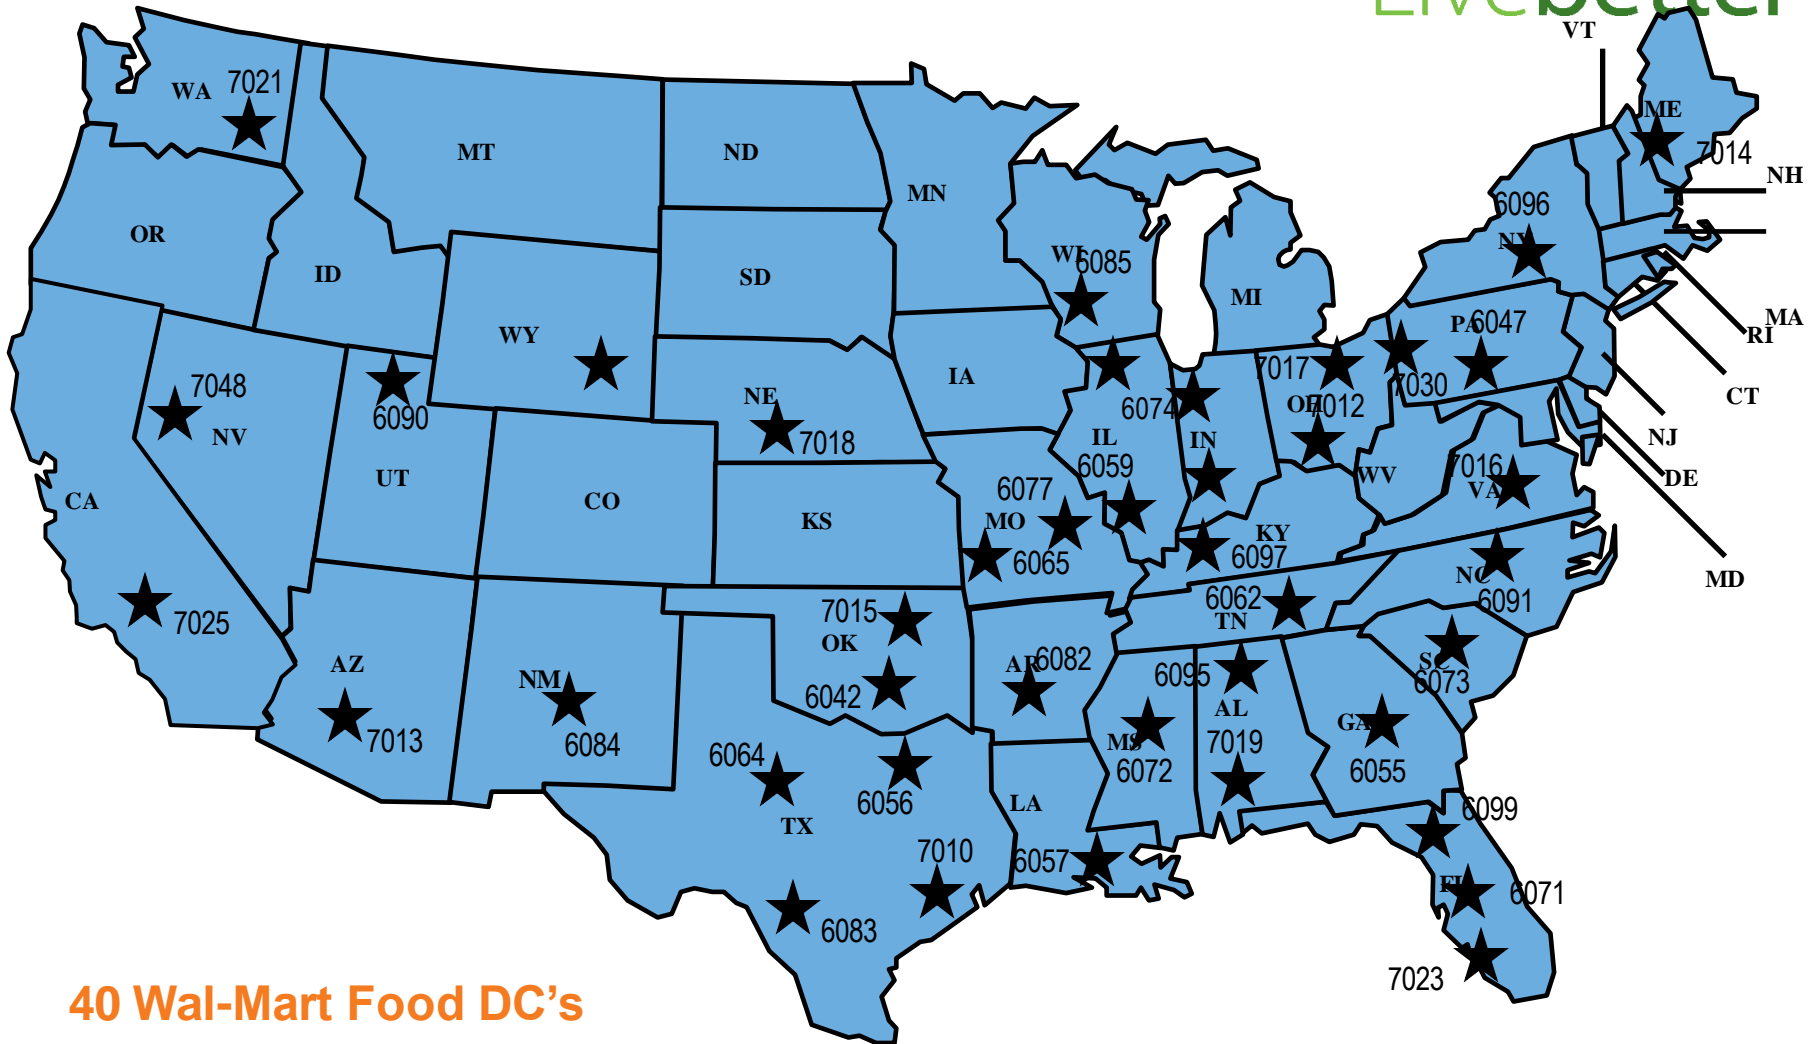 Livebetter
VT
WA
7021
ME
7014
NH
MT
ND
MN
6096
NY
OR
ID
SD
WI
6085
MI
WY
PA
6047
MA
RI
7017
7030
CT
IA
NE
7018
6074
OH
7012
7048
NV
6090
IL
IN
NJ
UT
6059
WV
7016
VA
DE
CA
CO
KS
6077
MO
6065
KY
6097
MD
NC
6091
7025
7015
OK
6062
TN
AZ
NM
6042
AR
6082
6095
SC
6073
7013
6084
6064
AL
7019
GA
6055
MS
6072
6056
TX
LA
6099
7010
6057
FL
6071
6083
7023
40 Wal-Mart Food DC’s